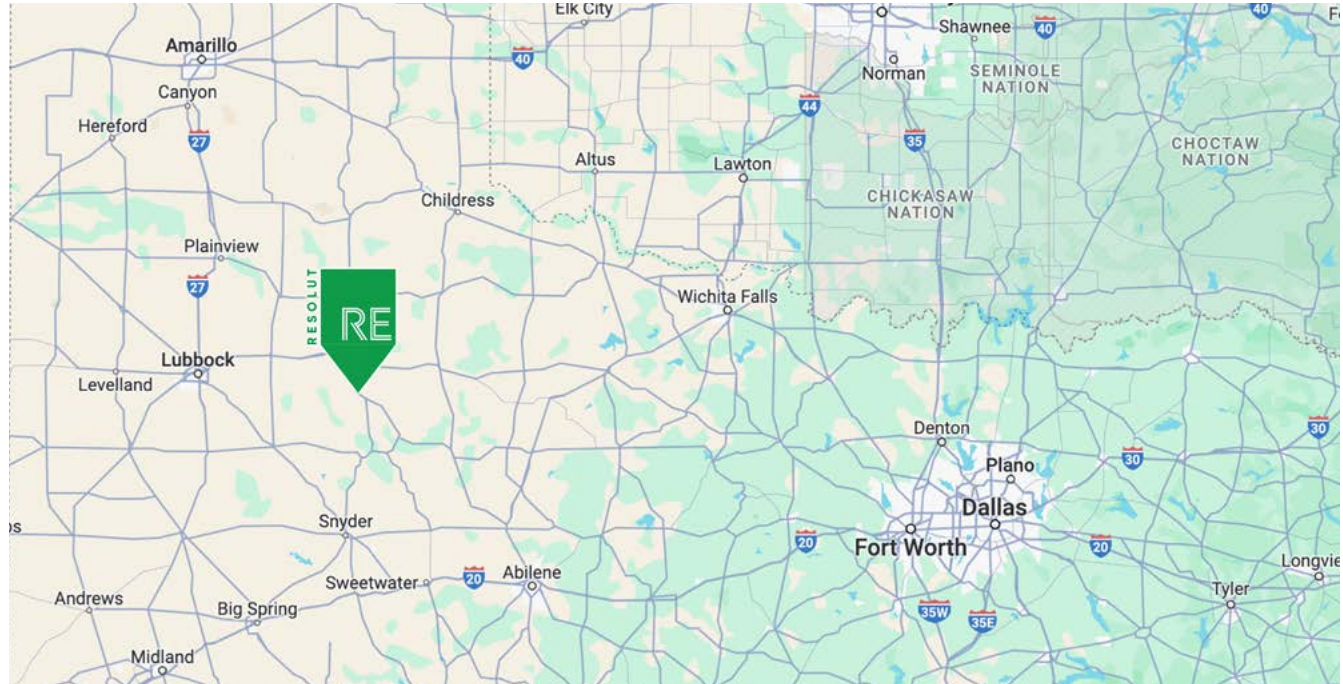 Elk City
40
Shawnee
40
Amarillo
40
Norman
SEMINOLE
NATION
Canyon
44
Hereford
27
35
CHOCTAW
NATION
Altus
Lawton
Childress
CHICKASAW
NATION
Plainview
27
RESOLUT
RE
Wichita Falls
Lubbock
Levelland
Denton
30
30
Plano
Snyder
Dallas
20
Fort Worth
20
Longvie
Sweetwater
20
Abilene
Tyler
Andrews
Big Spring
35W
35E
Midland